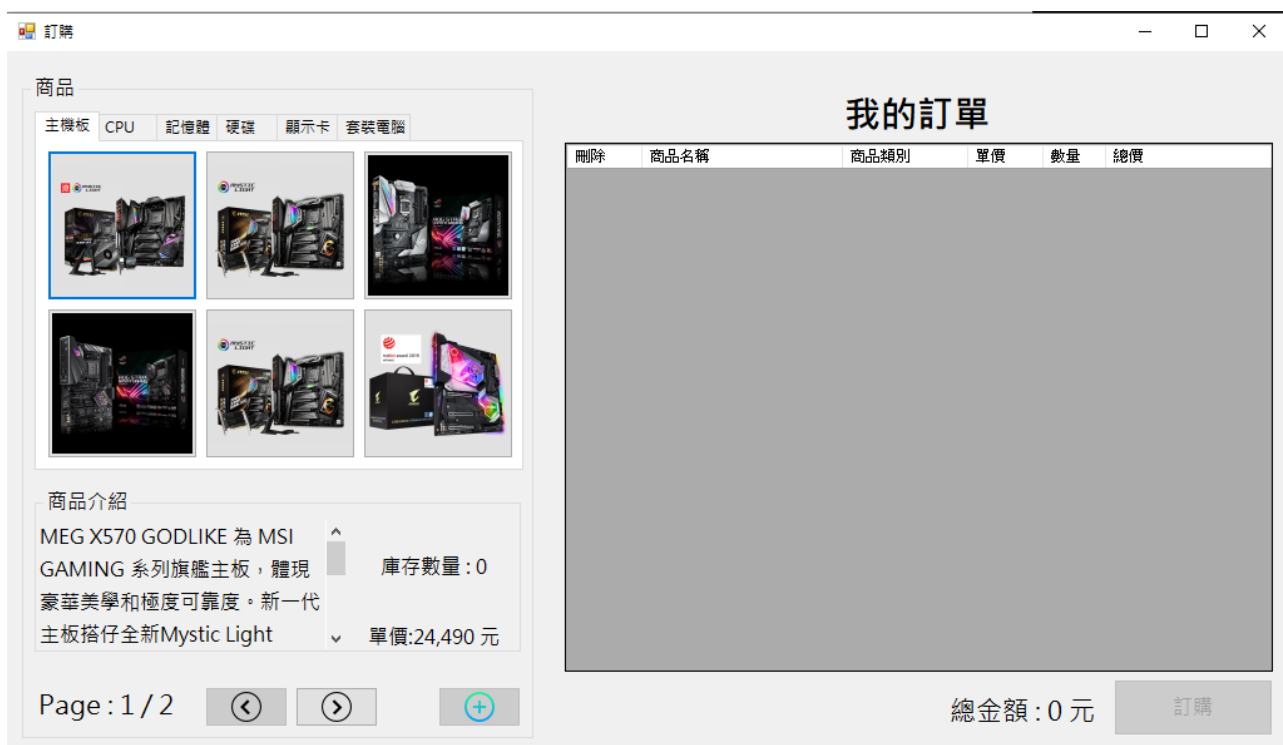 訂購
商品
主機板 CPU 記憶體 硬碟 顯示卡 套裝電腦
商品介紹
MEG X570 GODLIKE 為 MSI
GAMING 系列旗艦主板，體現
豪華美學和極度可靠度。新一代
主板搭仔全新Mystic Light
庫存數量 : 0
單價:24,490 元
Page : 1 / 2
我的訂單
刪除 商品名稱 商品類別 單價 數量 總價
總金額 : 0 元
訂購